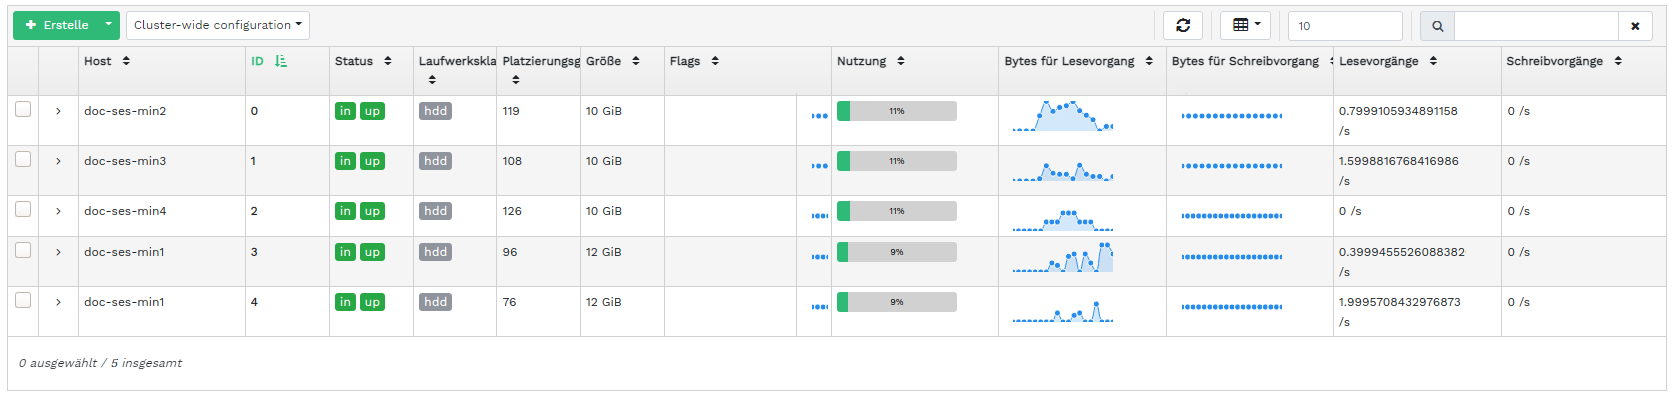 Erstelle
Cluster-wide configuration
10
Host ID Status Laufwerkskla Platzierungsg Größe Flags Nutzung Bytes für Lesevorgang Bytes für Schreibvorgang Lesevorgänge Schreibvorgänge
doc-ses-min2 0 in up hdd 119 10 GiB 11% 0.7999105934891158 /s 0 /s
doc-ses-min3 1 in up hdd 108 10 GiB 11% 1.5998816768416986 /s 0 /s
doc-ses-min4 2 in up hdd 126 10 GiB 11% 0 /s 0 /s
doc-ses-min1 3 in up hdd 96 12 GiB 9% 0.3999455526088382 /s 0 /s
doc-ses-min1 4 in up hdd 76 12 GiB 9% 1.9995708432976873 /s 0 /s
0 ausgewählt / 5 insgesamt